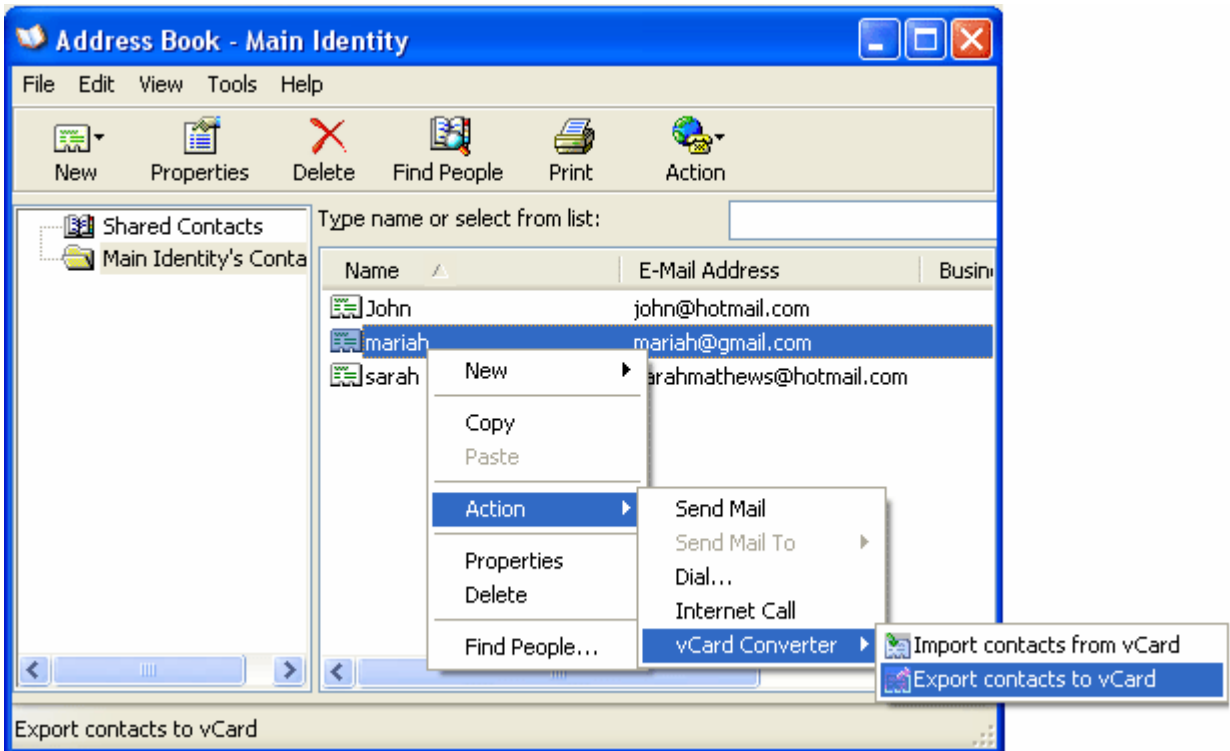 Address Book - Main Identity
File Edit View Tools Help
New Properties Delete Find People Print Action
Shared Contacts
Main Identity's Conta
Type name or select from list:
Name E-Mail Address Busin
John john@hotmail.com
mariah mariah@gmail.com
sarah arahmathews@hotmail.com
New
Copy
Paste
Action
Properties
Delete
Find People...
Send Mail
Send Mail To
Dial...
Internet Call
vCard Converter
Import contacts from vCard
Export contacts to vCard
Export contacts to vCard